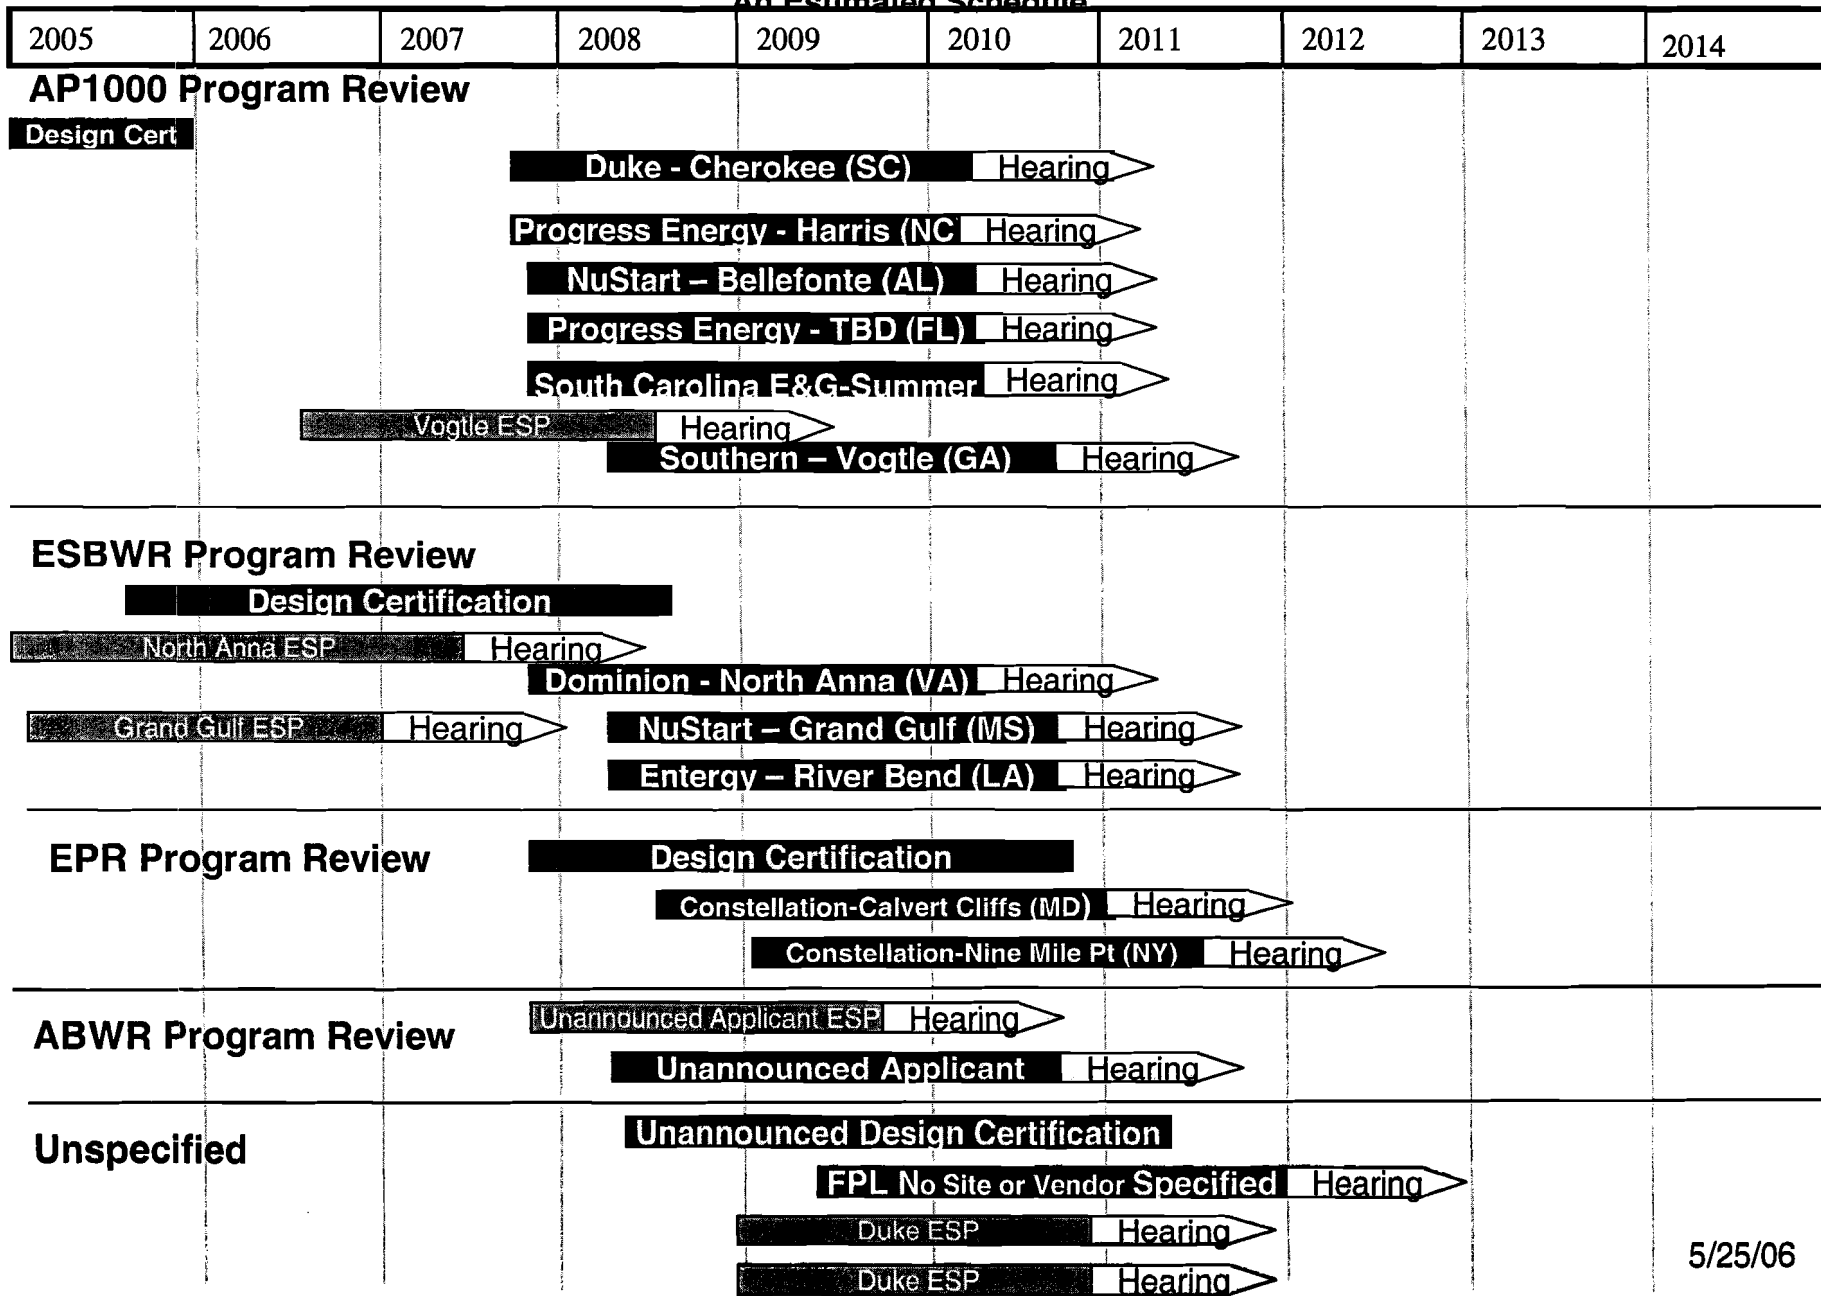 An Estimated Schedule
2005 2006 2007 2008 2009 2010 2011 2012 2013 2014
AP1000 Program Review
Design Cert
Duke - Cherokee (SC) Hearing
Progress Energy - Harris (NC Hearing
NuStart – Bellefonte (AL) Hearing
Progress Energy - TBD (FL) Hearing
South Carolina E&G-Summer Hearing
Vogtle ESP Hearing
Southern – Vogtle (GA) Hearing
ESBWR Program Review
Design Certification
North Anna ESP Hearing
Dominion - North Anna (VA) Hearing
Grand Gulf ESP Hearing NuStart – Grand Gulf (MS) Hearing
Entergy – River Bend (LA) Hearing
EPR Program Review Design Certification
Constellation-Calvert Cliffs (MD) Hearing
Constellation-Nine Mile Pt (NY) Hearing
Unannounced Applicant ESP Hearing
ABWR Program Review
Unannounced Applicant Hearing
Unannounced Design Certification
Unspecified
FPL No Site or Vendor Specified Hearing
Duke ESP Hearing
5/25/06
Duke ESP Hearing